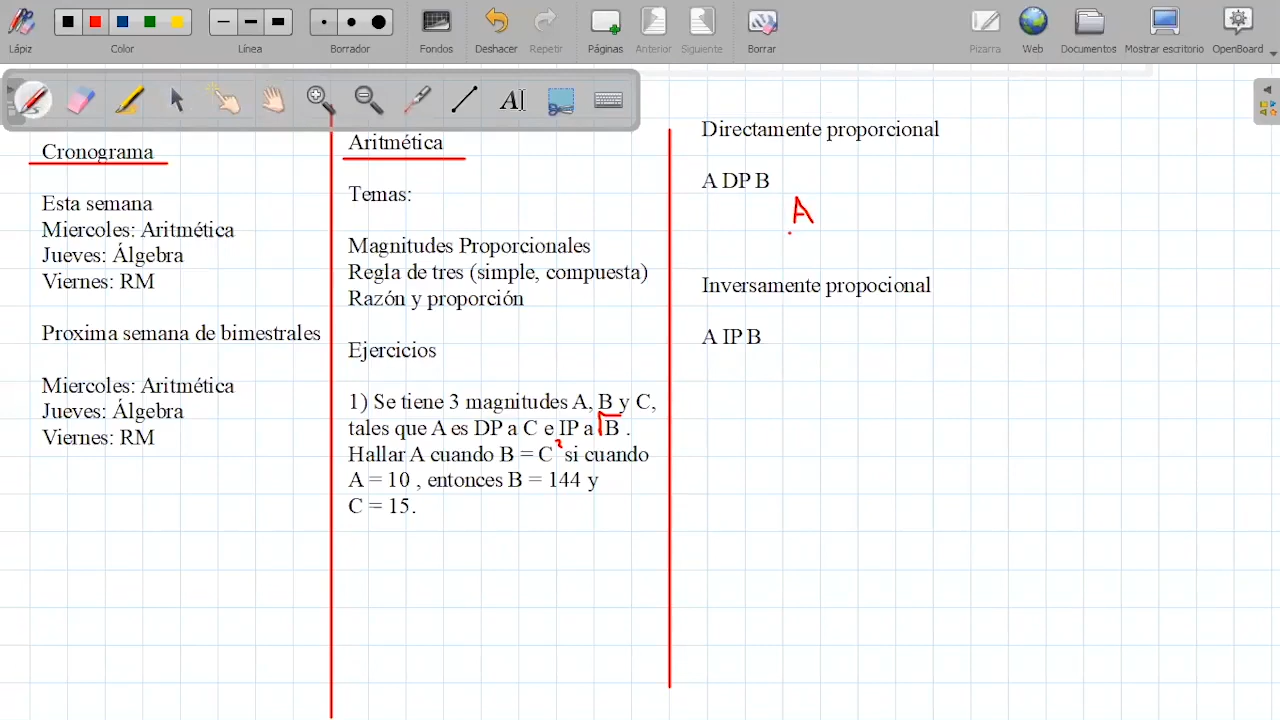 Lápiz
Color
Línea
Borrador
Fondos
Deshacer
Repetir
Páginas
Anterior
Siguiente
Borrar
Pizarra
Web
Documentos
Mostrar escritorio
OpenBoard
Cronograma
Esta semana
Miercoles: Aritmética
Jueves: Álgebra
Viernes: RM
Proxima semana de bimestrales
Miercoles: Aritmética
Jueves: Álgebra
Viernes: RM
Aritmética
Temas:
Magnitudes Proporcionales
Regla de tres (simple, compuesta)
Razón y proporción
Ejercicios
1) Se tiene 3 magnitudes A, B y C,
tales que A es DP a C e IP a √B .
Hallar A cuando B = C² si cuando
A = 10 , entonces B = 144 y
C = 15.
Directamente proporcional
A DP B
A
Inversamente propocional
A IP B